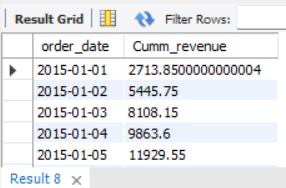 Result Grid Filter Rows:
order_date Cumm_revenue
2015-01-01 2713.8500000000004
2015-01-02 5445.75
2015-01-03 8108.15
2015-01-04 9863.6
2015-01-05 11929.55
Result 8 ×